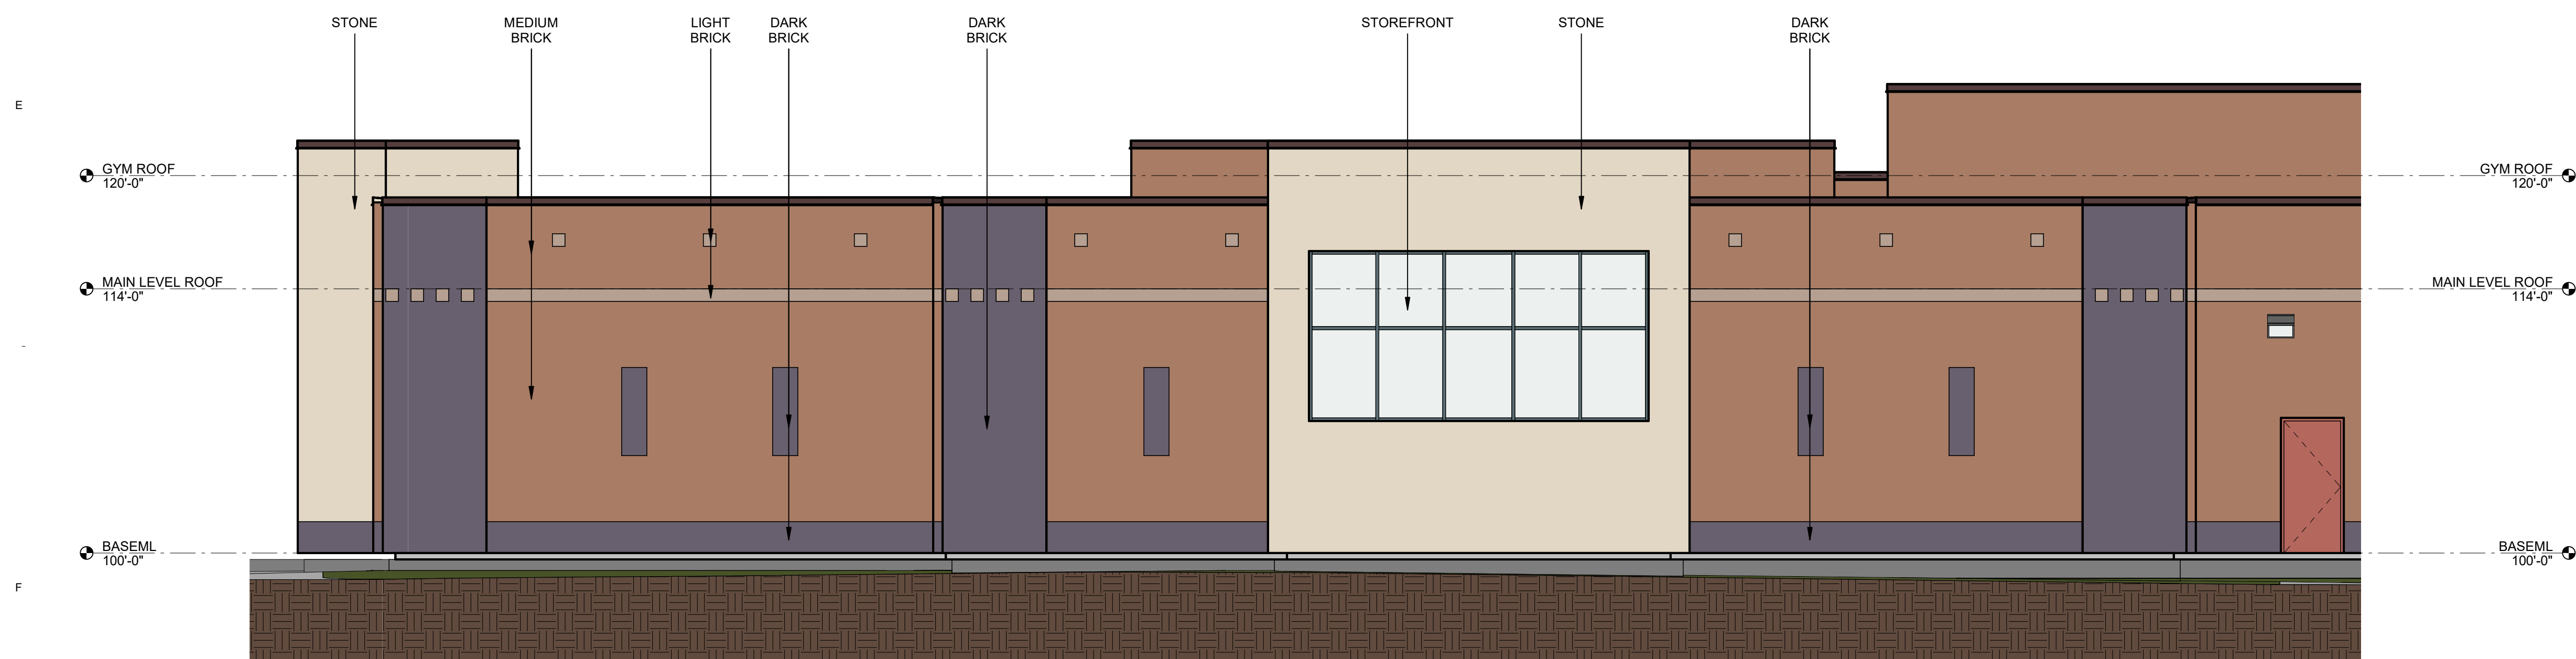 STONE
MEDIUM
BRICK
LIGHT
BRICK
DARK
BRICK
DARK
BRICK
STOREFRONT
STONE
DARK
BRICK
E
GYM ROOF
120'-0"
GYM ROOF
120'-0"
MAIN LEVEL ROOF
114'-0"
MAIN LEVEL ROOF
114'-0"
BASEML
100'-0"
BASEML
100'-0"
F